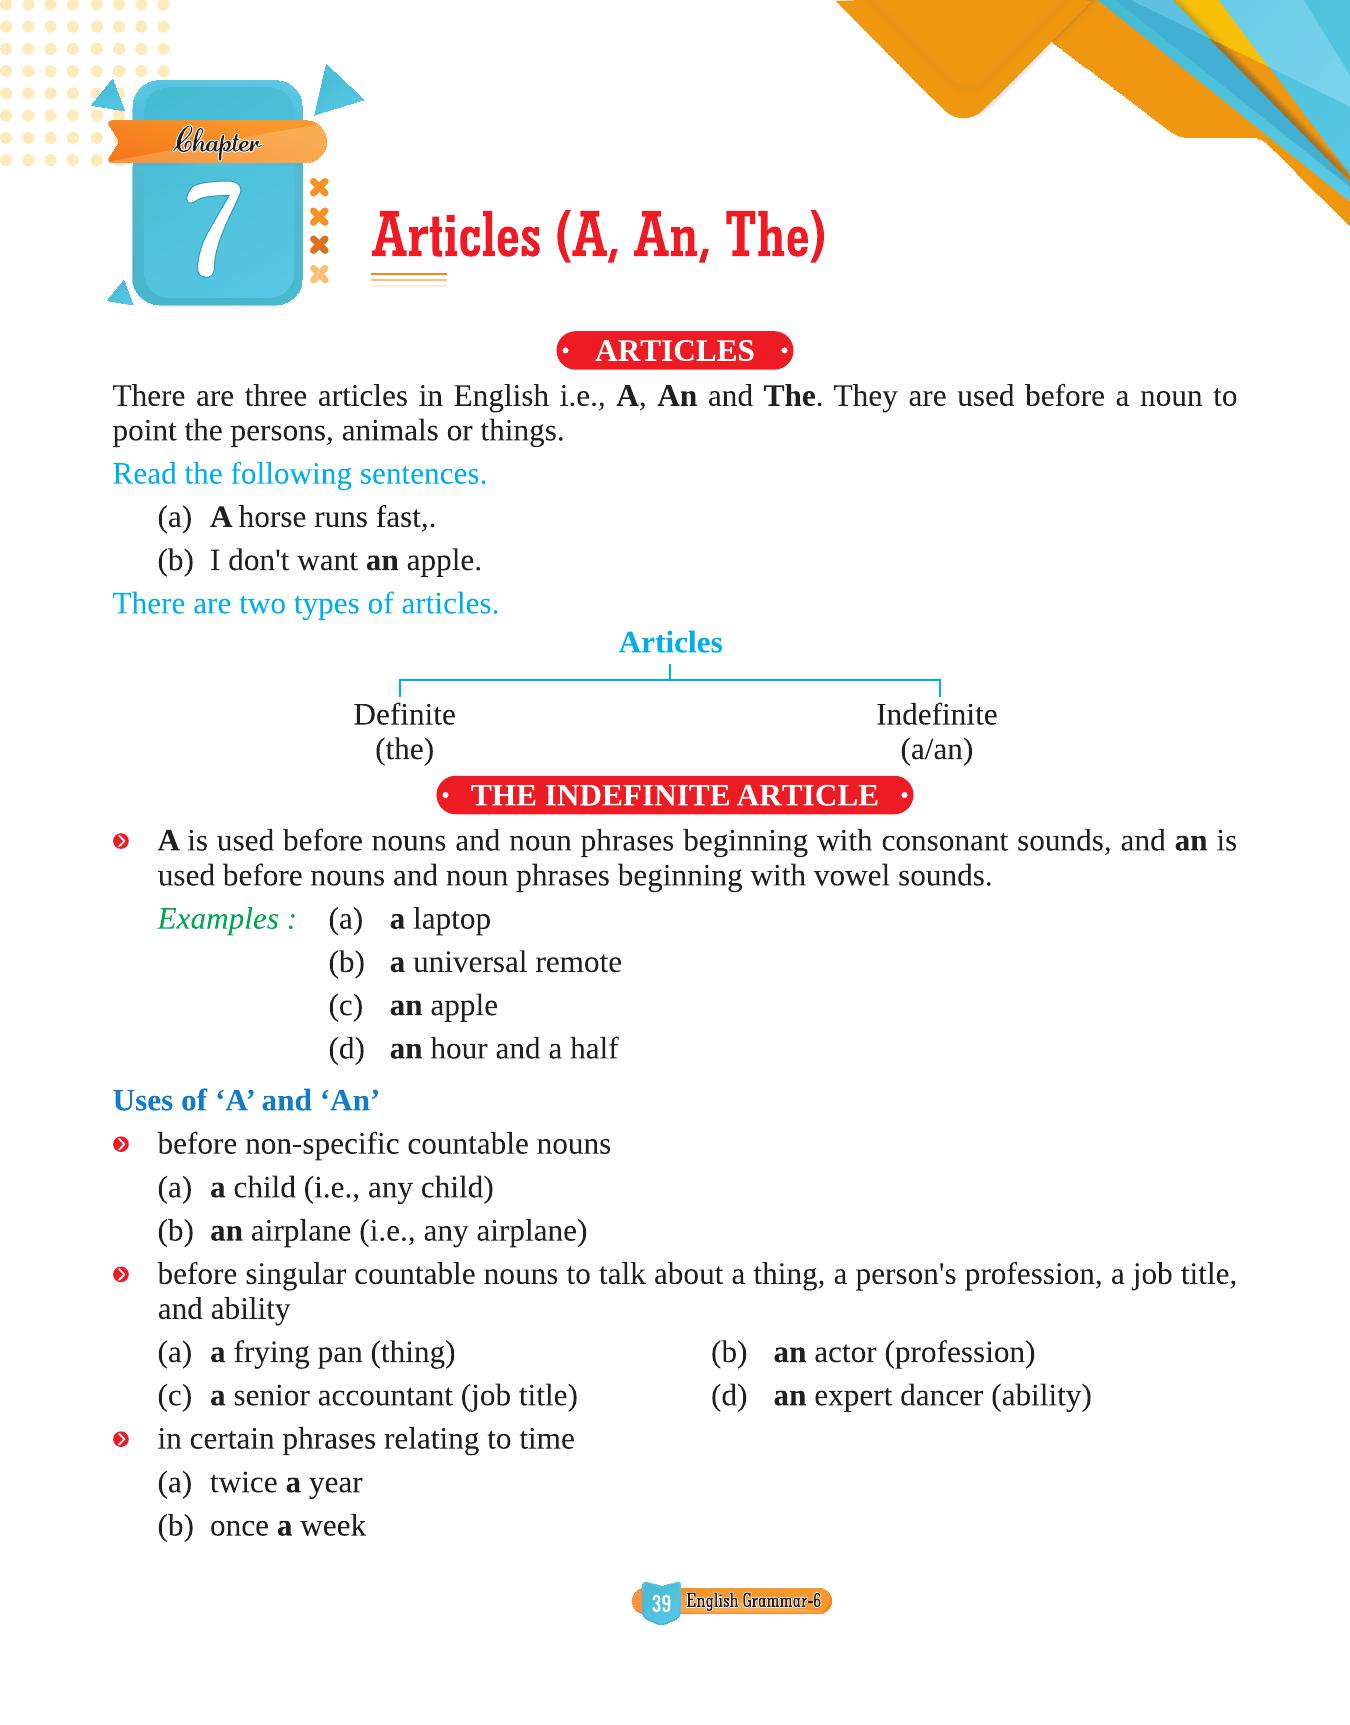 Chapter
7
Articles (A, An, The)
ARTICLES
There are three articles in English i.e., A, An and The. They are used before a noun to
point the persons, animals or things.
Read the following sentences.
(a) A horse runs fast,.
(b) I don't want an apple.
There are two types of articles.
Articles
Definite Indefinite
(the) (a/an)
THE INDEFINITE ARTICLE
A is used before nouns and noun phrases beginning with consonant sounds, and an is
used before nouns and noun phrases beginning with vowel sounds.
Examples : (a) a laptop
(b) a universal remote
(c) an apple
(d) an hour and a half
Uses of ‘A’ and ‘An’
before non-specific countable nouns
(a) a child (i.e., any child)
(b) an airplane (i.e., any airplane)
before singular countable nouns to talk about a thing, a person's profession, a job title,
and ability
(a) a frying pan (thing) (b) an actor (profession)
(c) a senior accountant (job title) (d) an expert dancer (ability)
in certain phrases relating to time
(a) twice a year
(b) once a week
39 English Grammar-6